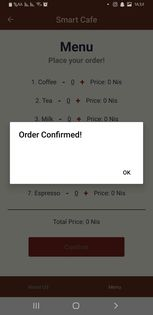 Smart Cafe
Menu
Place your order!
1. Coffee - 0 + Price: 0 Nis
2. Tea - 0 + Price: 0 Nis
3. Milk - 0 + Price: 0 Nis
Order Confirmed!
OK
7. Espresso - 0 + Price: 0 Nis
Total Price: 0 Nis
Confirm
About US
Menu